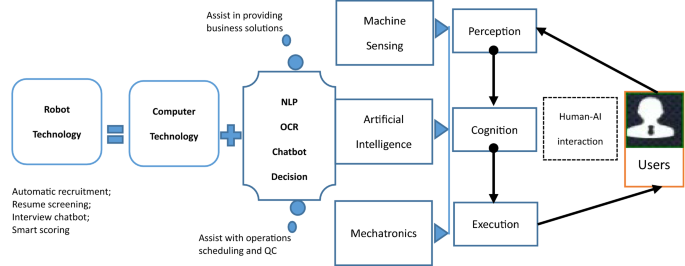 Assist in providing
business solutions
Machine
Sensing
Perception
Robot
Technology
Computer
Technology
NLP
OCR
Chatbot
Decision
Artificial
Intelligence
Cognition
Human-AI
interaction
Users
Automatic recruitment;
Resume screening;
Interview chatbot;
Smart scoring
Assist with operations
scheduling and QC
Mechatronics
Execution